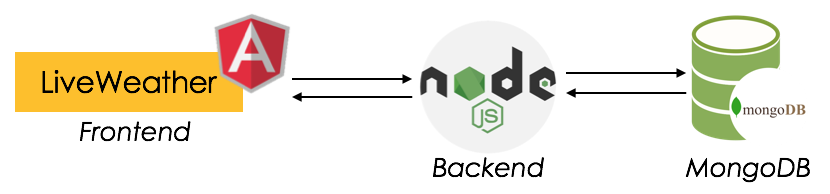 A
LiveWeather
Frontend
node
JS
Backend
mongoDB
MongoDB